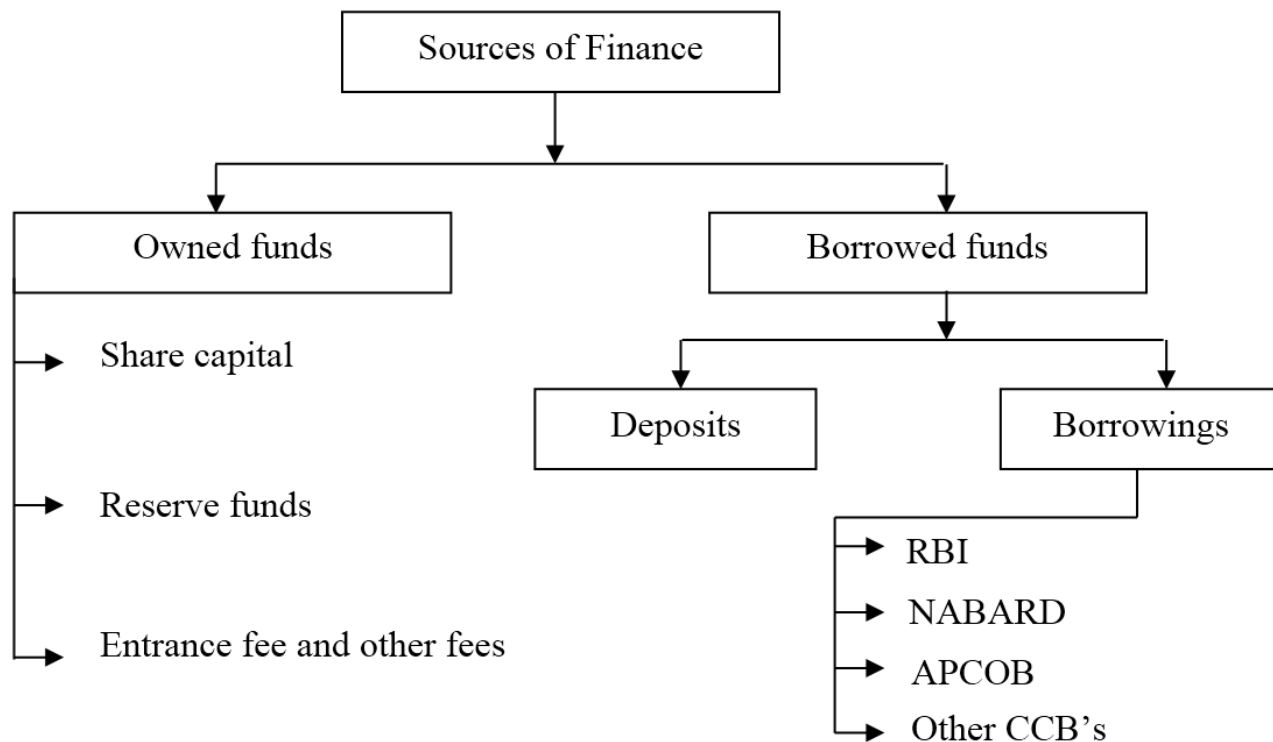 Sources of Finance
Owned funds
Borrowed funds
Share capital
Reserve funds
Entrance fee and other fees
Deposits
Borrowings
RBI
NABARD
APCOB
Other CCB's